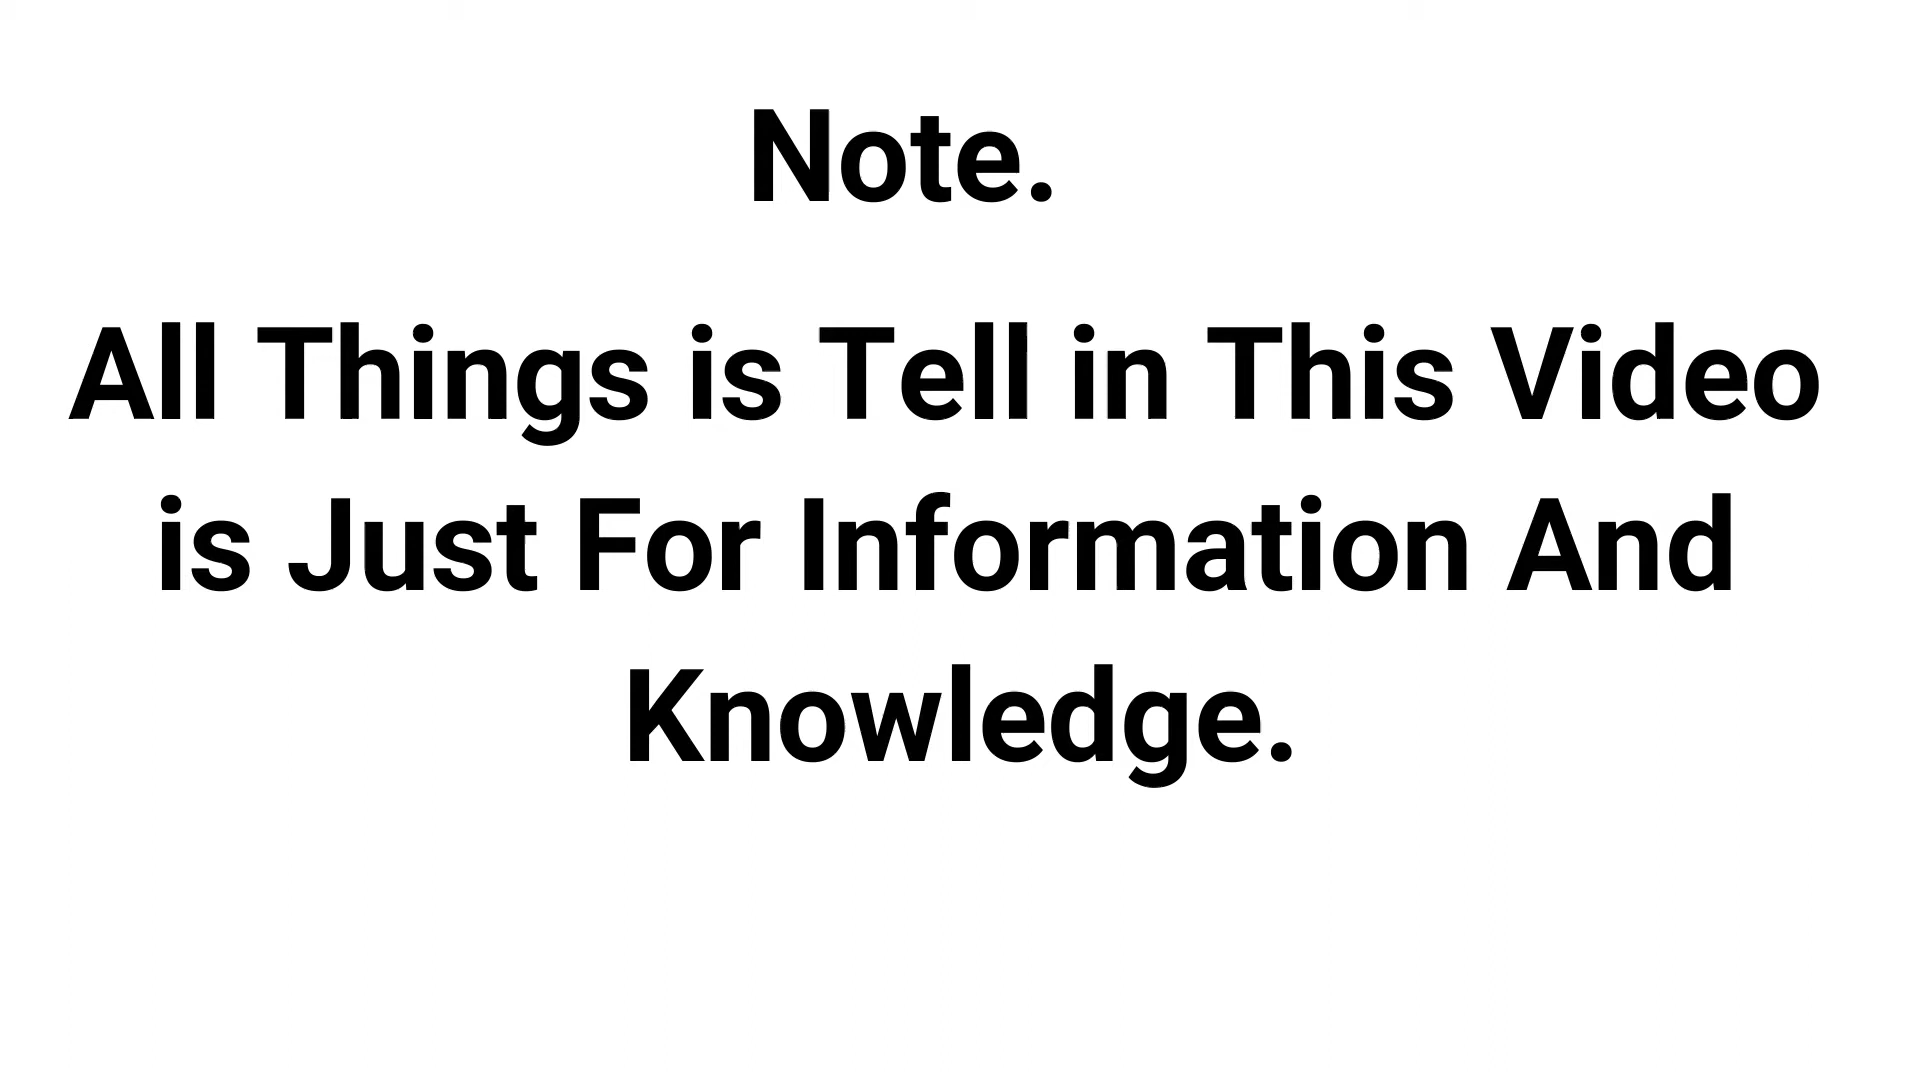 Note.
All Things is Tell in This Video
is Just For Information And
Knowledge.